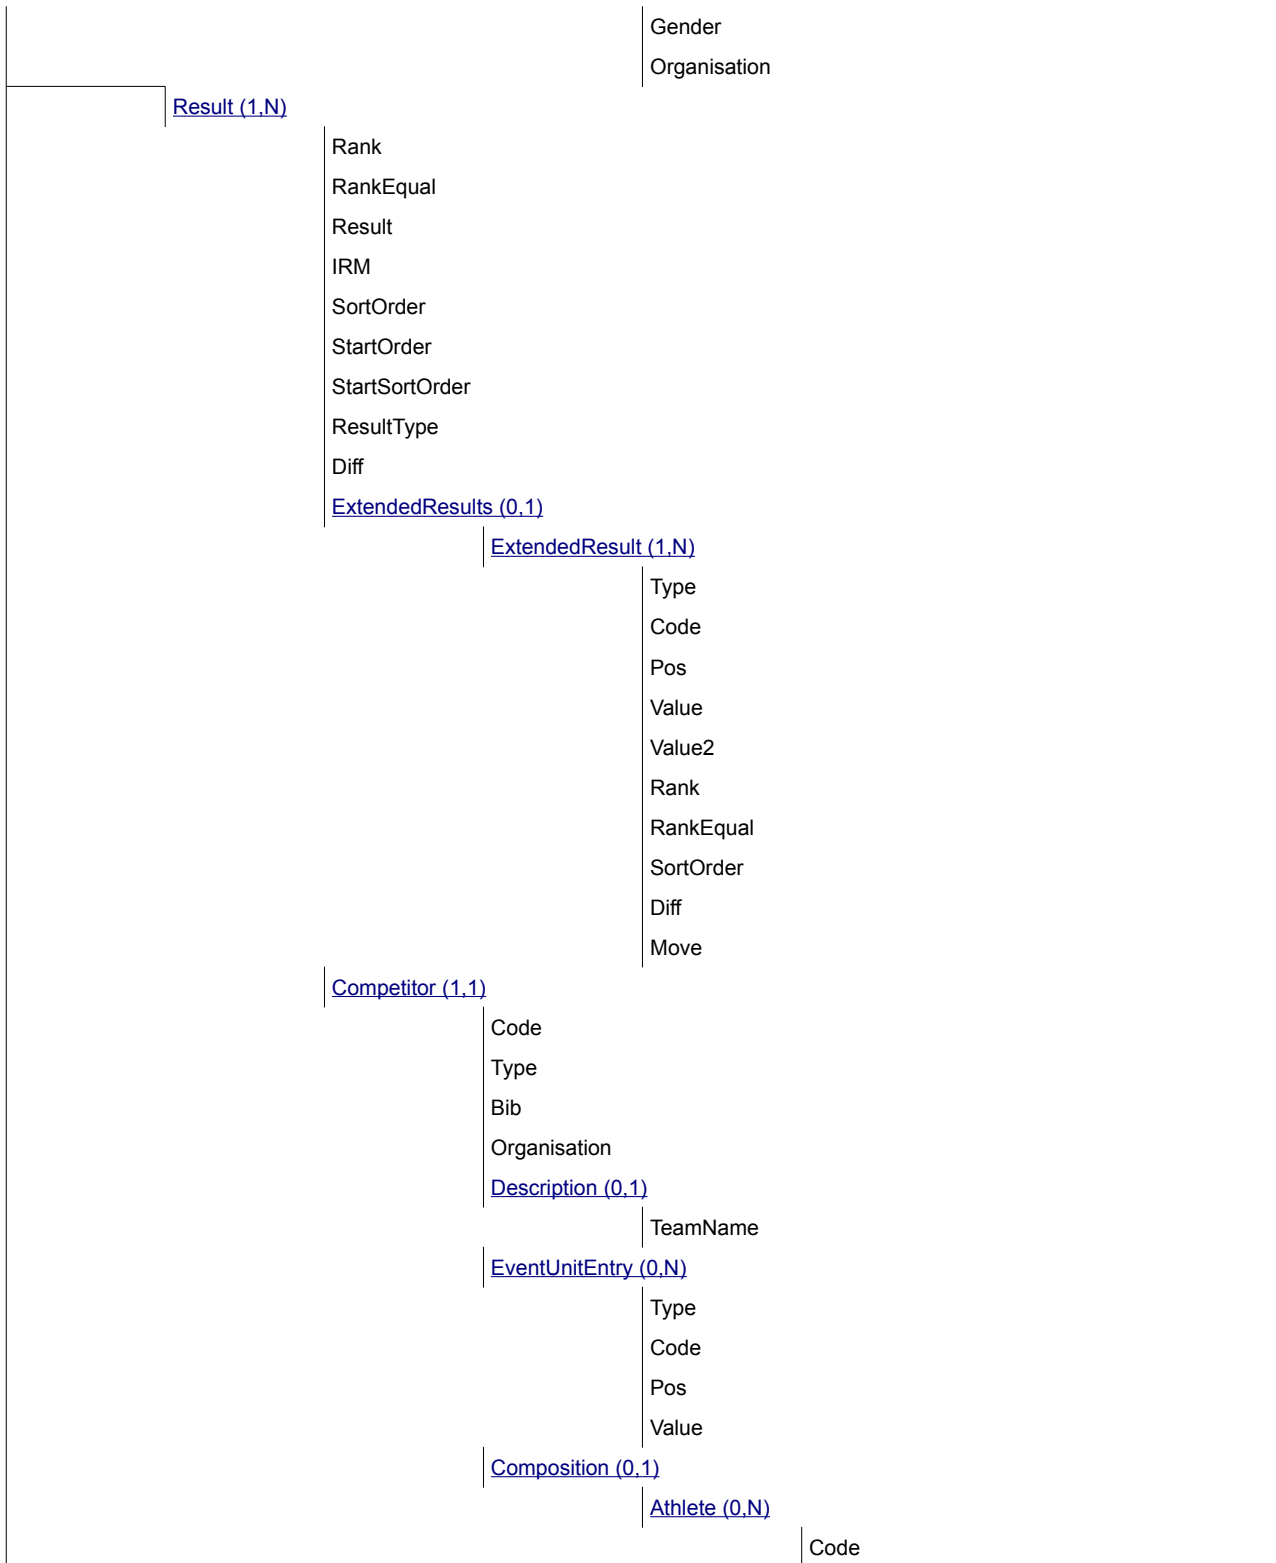 Gender
Organisation
Result (1,N)
Rank
RankEqual
Result
IRM
SortOrder
StartOrder
StartSortOrder
ResultType
Diff
ExtendedResults (0,1)
ExtendedResult (1,N)
Type
Code
Pos
Value
Value2
Rank
RankEqual
SortOrder
Diff
Move
Competitor (1,1)
Code
Type
Bib
Organisation
Description (0,1)
TeamName
EventUnitEntry (0,N)
Type
Code
Pos
Value
Composition (0,1)
Athlete (0,N)
Code